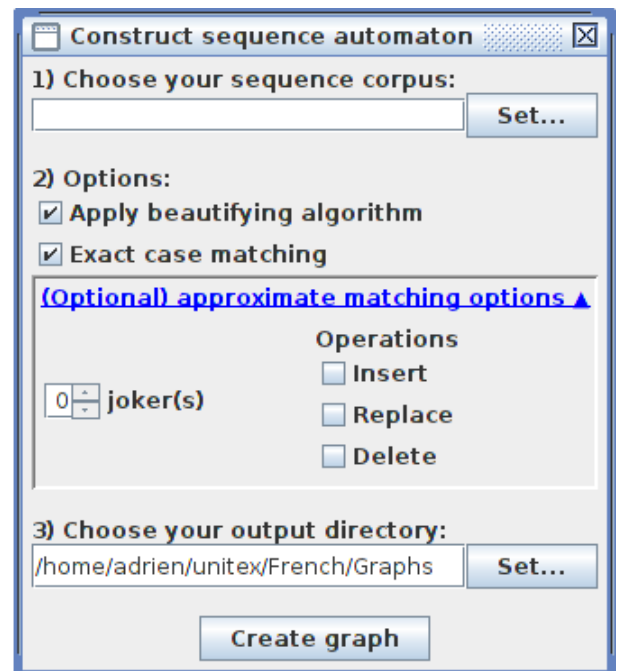 Construct sequence automaton
1) Choose your sequence corpus:
Set...
2) Options:
Apply beautifying algorithm
Exact case matching
(Optional) approximate matching options ▲
Operations
Insert
0 joker(s)
Replace
Delete
3) Choose your output directory:
/home/adrien/unitex/French/Graphs Set...
Create graph